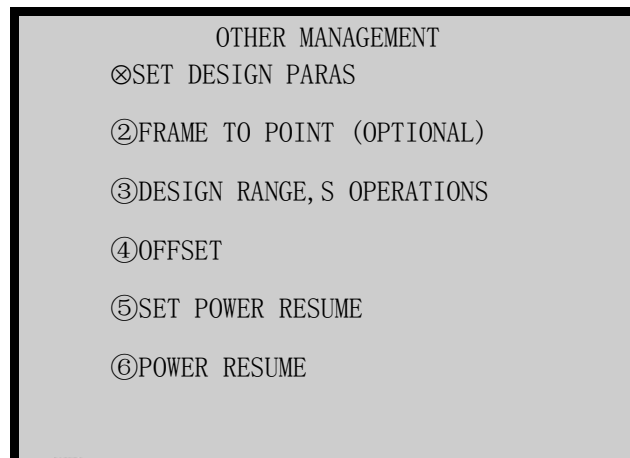 OTHER MANAGEMENT
⊗SET DESIGN PARAS
②FRAME TO POINT (OPTIONAL)
③DESIGN RANGE,S OPERATIONS
④OFFSET
⑤SET POWER RESUME
⑥POWER RESUME